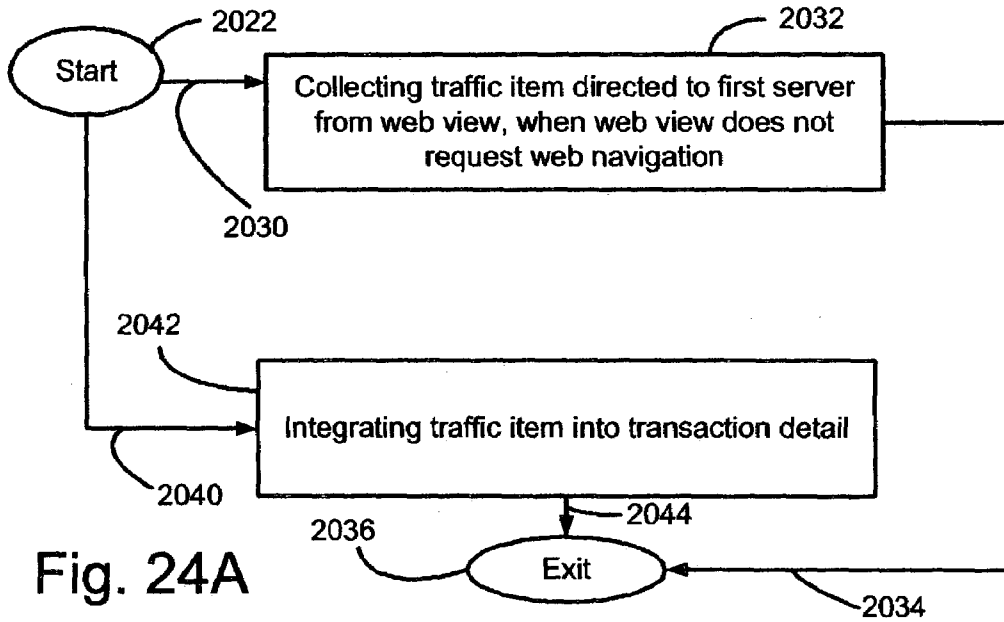 2022
2032
Start
Collecting traffic item directed to first server
from web view, when web view does not
request web navigation
2030
2042
Integrating traffic item into transaction detail
2040
2044
2036
Exit
Fig. 24A
2034